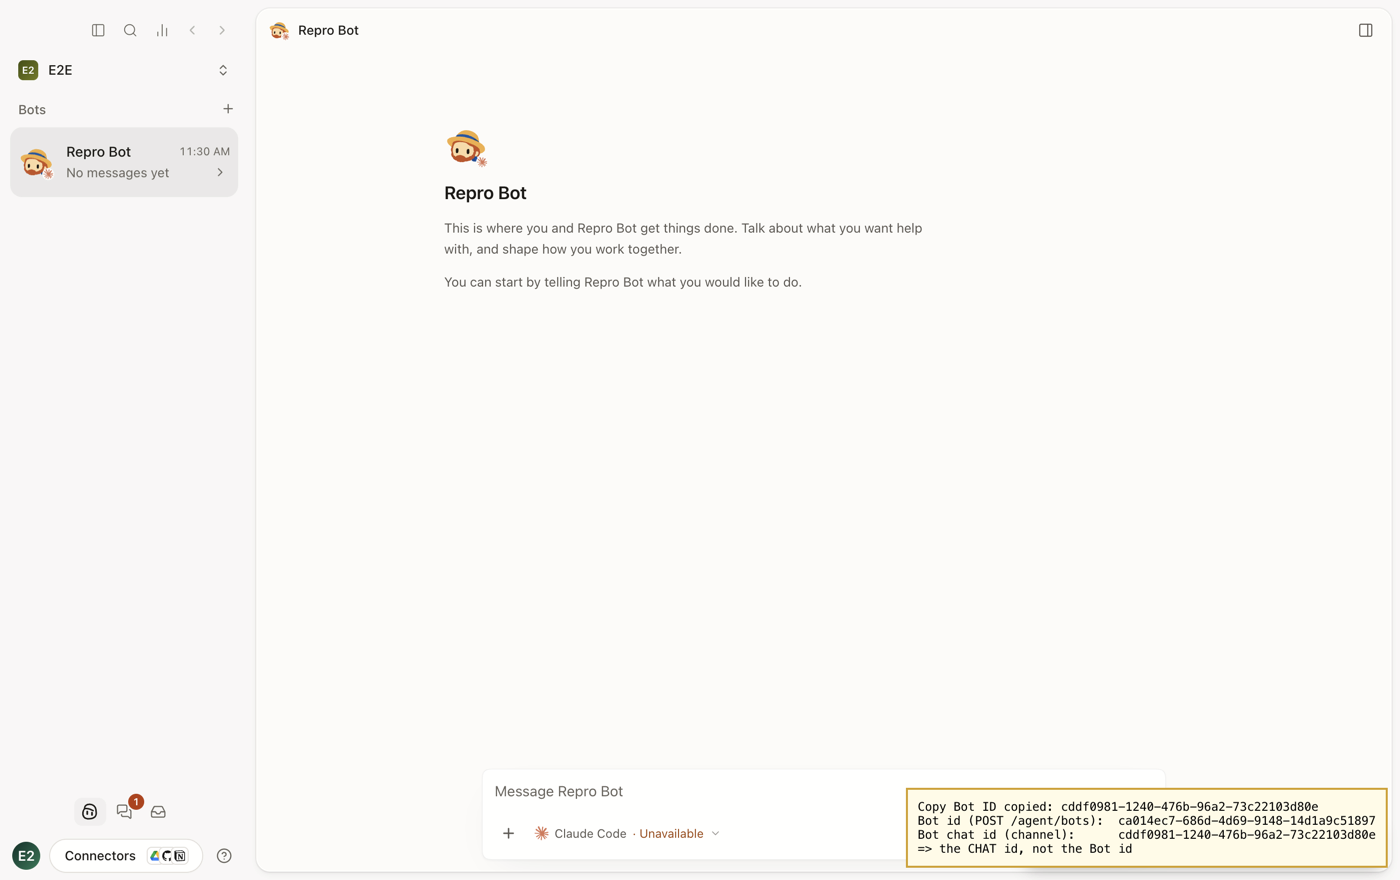 Repro Bot
E2 E2E
Bots
Repro Bot 11:30 AM
No messages yet
Repro Bot
This is where you and Repro Bot get things done. Talk about what you want help
with, and shape how you work together.
You can start by telling Repro Bot what you would like to do.
Message Repro Bot
Claude Code · Unavailable
Copy Bot ID copied: cddf0981-1240-476b-96a2-73c22103d80e
Bot id (POST /agent/bots): ca014ec7-686d-4d69-9148-14d1a9c51897
Bot chat id (channel): cddf0981-1240-476b-96a2-73c22103d80e
=> the CHAT id, not the Bot id
1
E2 Connectors